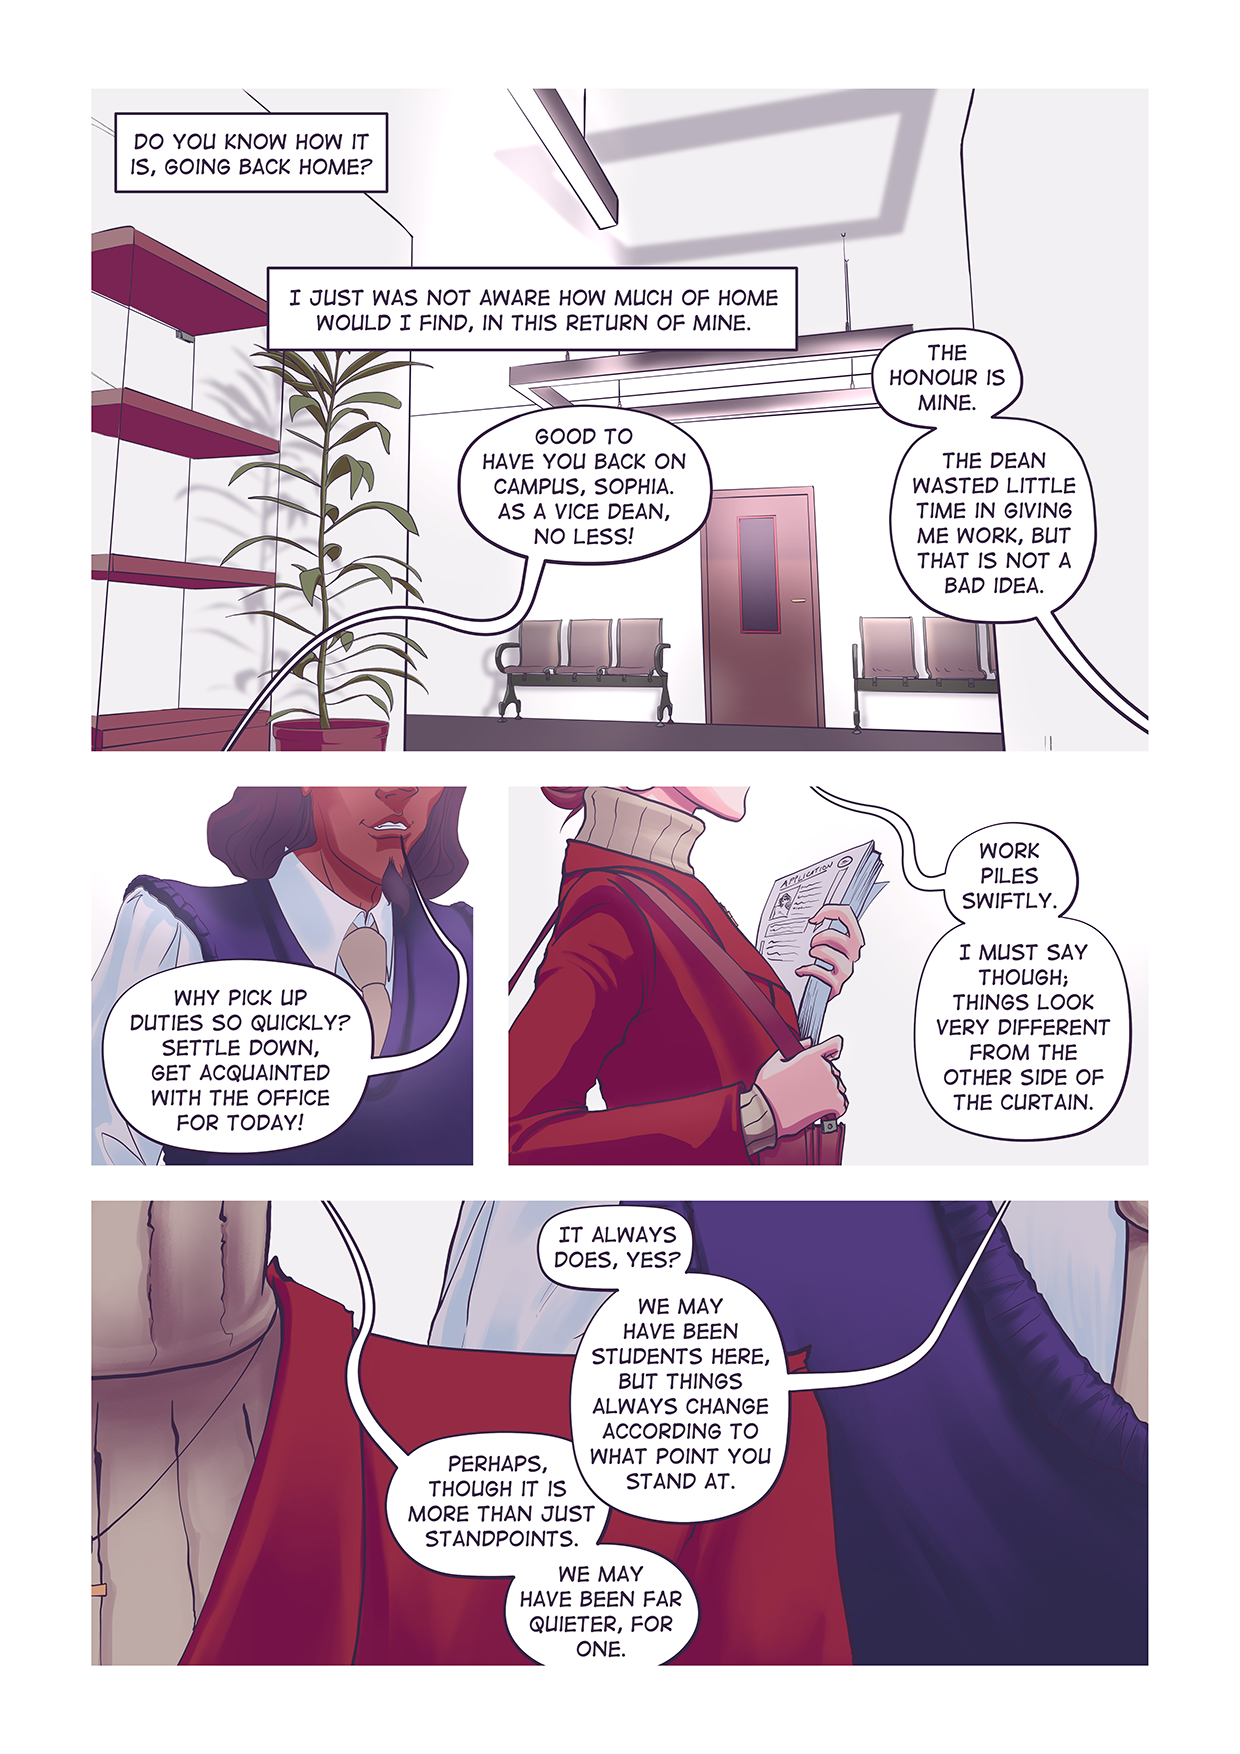 DO YOU KNOW HOW IT
IS, GOING BACK HOME?
I JUST WAS NOT AWARE HOW MUCH OF HOME
WOULD I FIND, IN THIS RETURN OF MINE.
GOOD TO
HAVE YOU BACK ON
CAMPUS, SOPHIA.
AS A VICE DEAN,
NO LESS!
THE
HONOUR IS
MINE.
THE DEAN
WASTED LITTLE
TIME IN GIVING
ME WORK, BUT
THAT IS NOT A
BAD IDEA.
WHY PICK UP
DUTIES SO QUICKLY?
SETTLE DOWN,
GET ACQUAINTED
WITH THE OFFICE
FOR TODAY!
APPLICATION
WORK
PILES
SWIFTLY.
I MUST SAY
THOUGH;
THINGS LOOK
VERY DIFFERENT
FROM THE
OTHER SIDE OF
THE CURTAIN.
IT ALWAYS
DOES, YES?
WE MAY
HAVE BEEN
STUDENTS HERE,
BUT THINGS
ALWAYS CHANGE
ACCORDING TO
WHAT POINT YOU
STAND AT.
PERHAPS,
THOUGH IT IS
MORE THAN JUST
STANDPOINTS.
WE MAY
HAVE BEEN FAR
QUIETER, FOR
ONE.